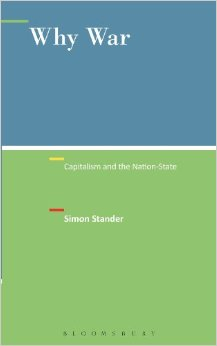 Why War
Capitalism and the Nation-State
Simon Stander
BLOOMSBURY